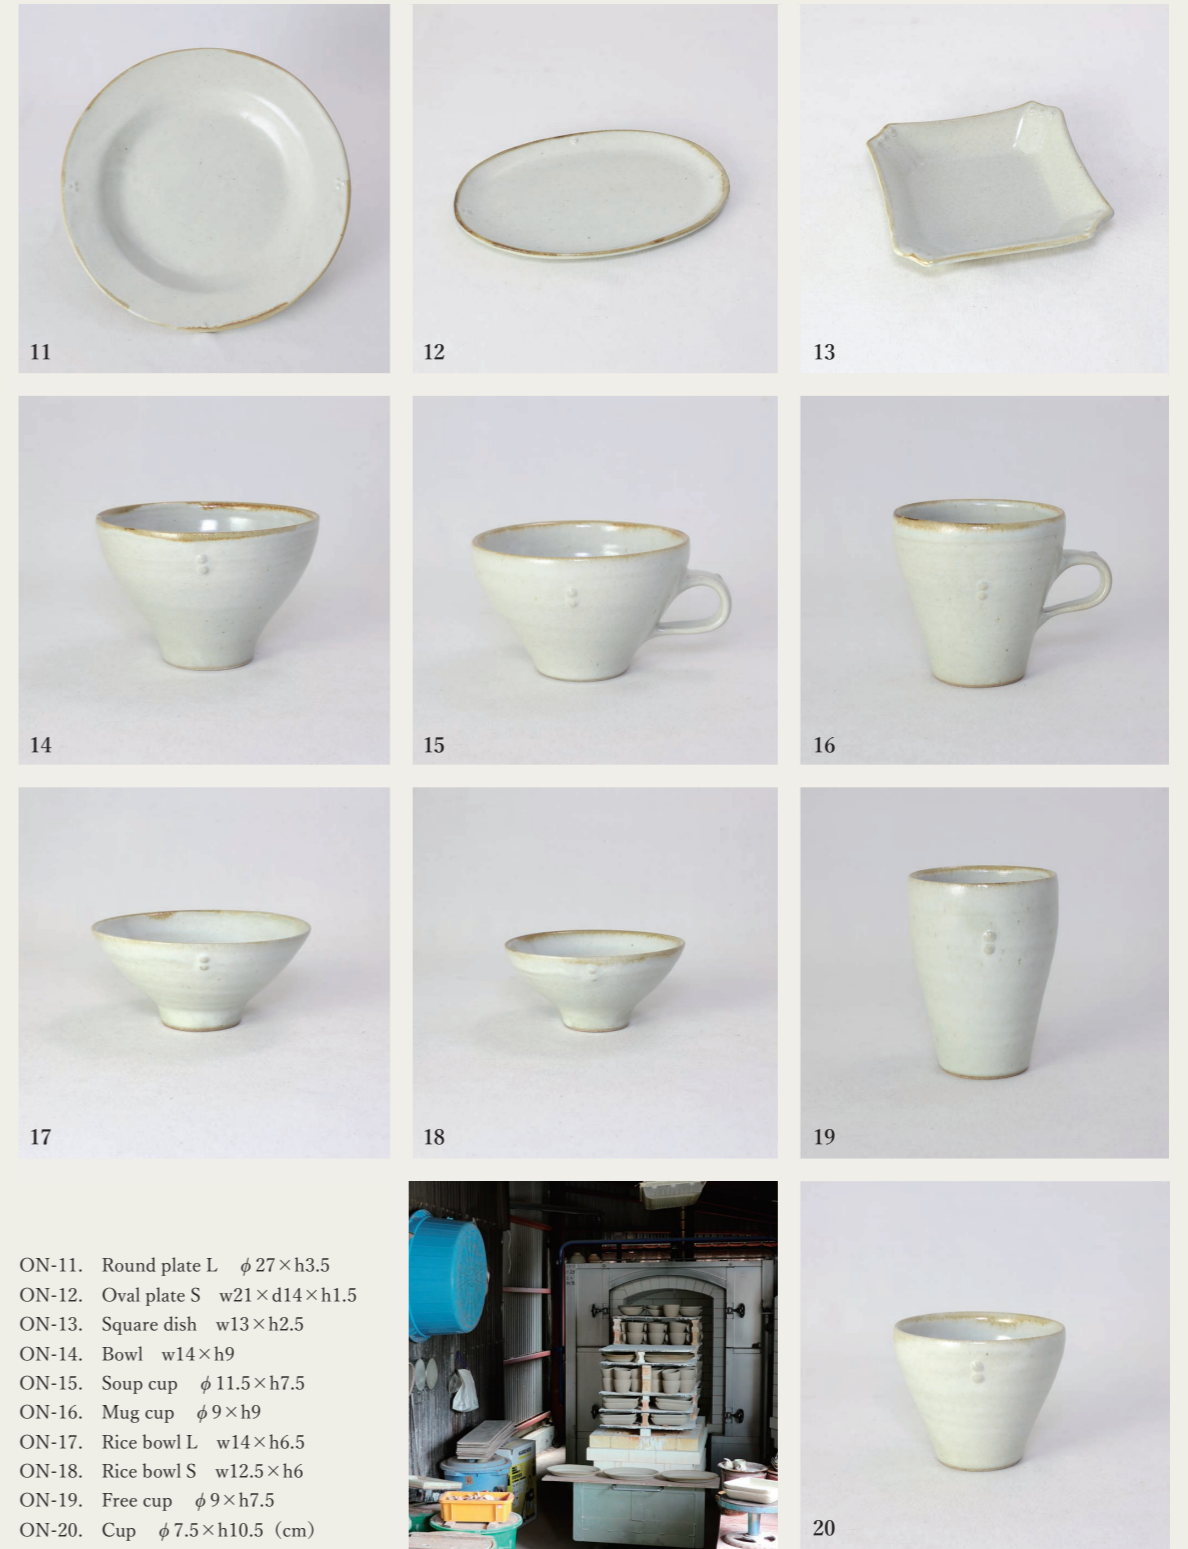 11
12
13
14
15
16
17
18
19
ON-11. Round plate L φ27×h3.5
ON-12. Oval plate S w21×d14×h1.5
ON-13. Square dish w13×h2.5
ON-14. Bowl w14×h9
ON-15. Soup cup φ11.5×h7.5
ON-16. Mug cup φ9×h9
ON-17. Rice bowl L w14×h6.5
ON-18. Rice bowl S w12.5×h6
ON-19. Free cup φ9×h7.5
ON-20. Cup φ7.5×h10.5（cm）
20